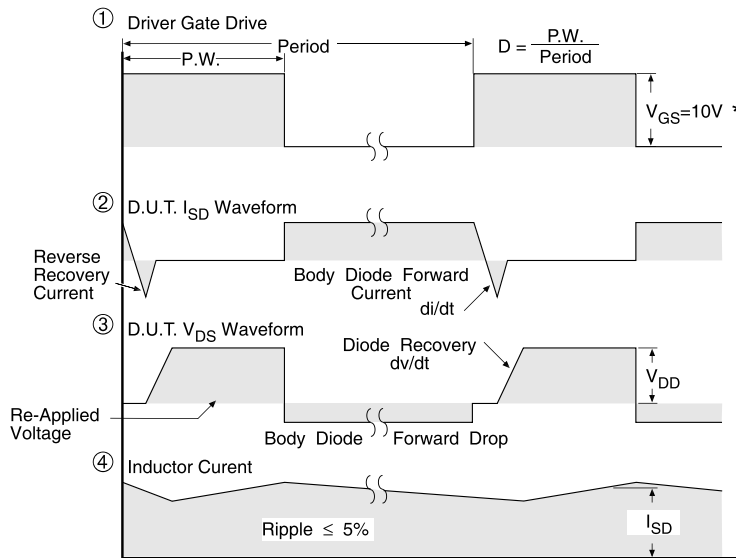 ① Driver Gate Drive
P.W.
Period
D = P.W.
Period
V_GS=10V *
② D.U.T. I_SD Waveform
Reverse
Recovery
Current
Body Diode Forward
Current
di/dt
③ D.U.T. V_DS Waveform
Diode Recovery
dv/dt
V_DD
Re-Applied
Voltage
Body Diode Forward Drop
④ Inductor Curent
Ripple ≤ 5%
I_SD